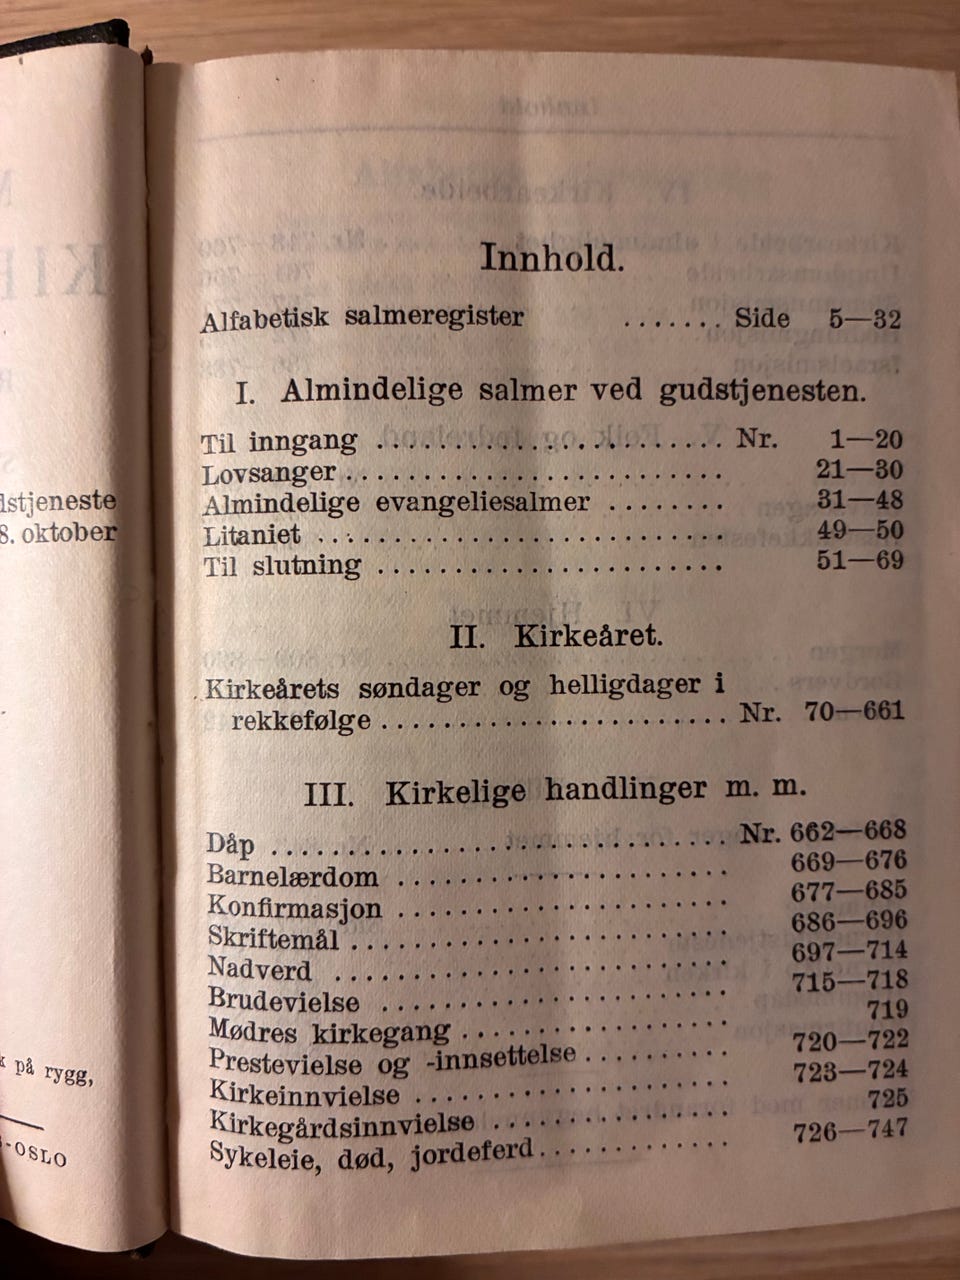 dstjeneste
8. oktober
på rygg,
-OSLO
Innhold.
Alfabetisk salmeregister ....... Side 5—32
I. Almindelige salmer ved gudstjenesten.
Til inngang ....................... Nr. 1—20
Lovsanger ......................... 21—30
Almindelige evangeliesalmer ........ 31—48
Litaniet ........................... 49—50
Til slutning ....................... 51—69
II. Kirkeåret.
Kirkeårets søndager og helligdager i
rekkefølge ....................... Nr. 70—661
III. Kirkelige handlinger m. m.
Dåp .............................. Nr. 662—668
Barnelærdom ...................... 669—676
Konfirmasjon ...................... 677—685
Skriftemål ......................... 686—696
Nadverd .......................... 697—714
Brudevielse ....................... 715—718
Mødres kirkegang .................. 719
Prestevielse og -innsettelse .......... 720—722
Kirkeinnvielse ..................... 723—724
Kirkegårdsinnvielse ................ 725
Sykeleie, død, jordeferd ............. 726—747